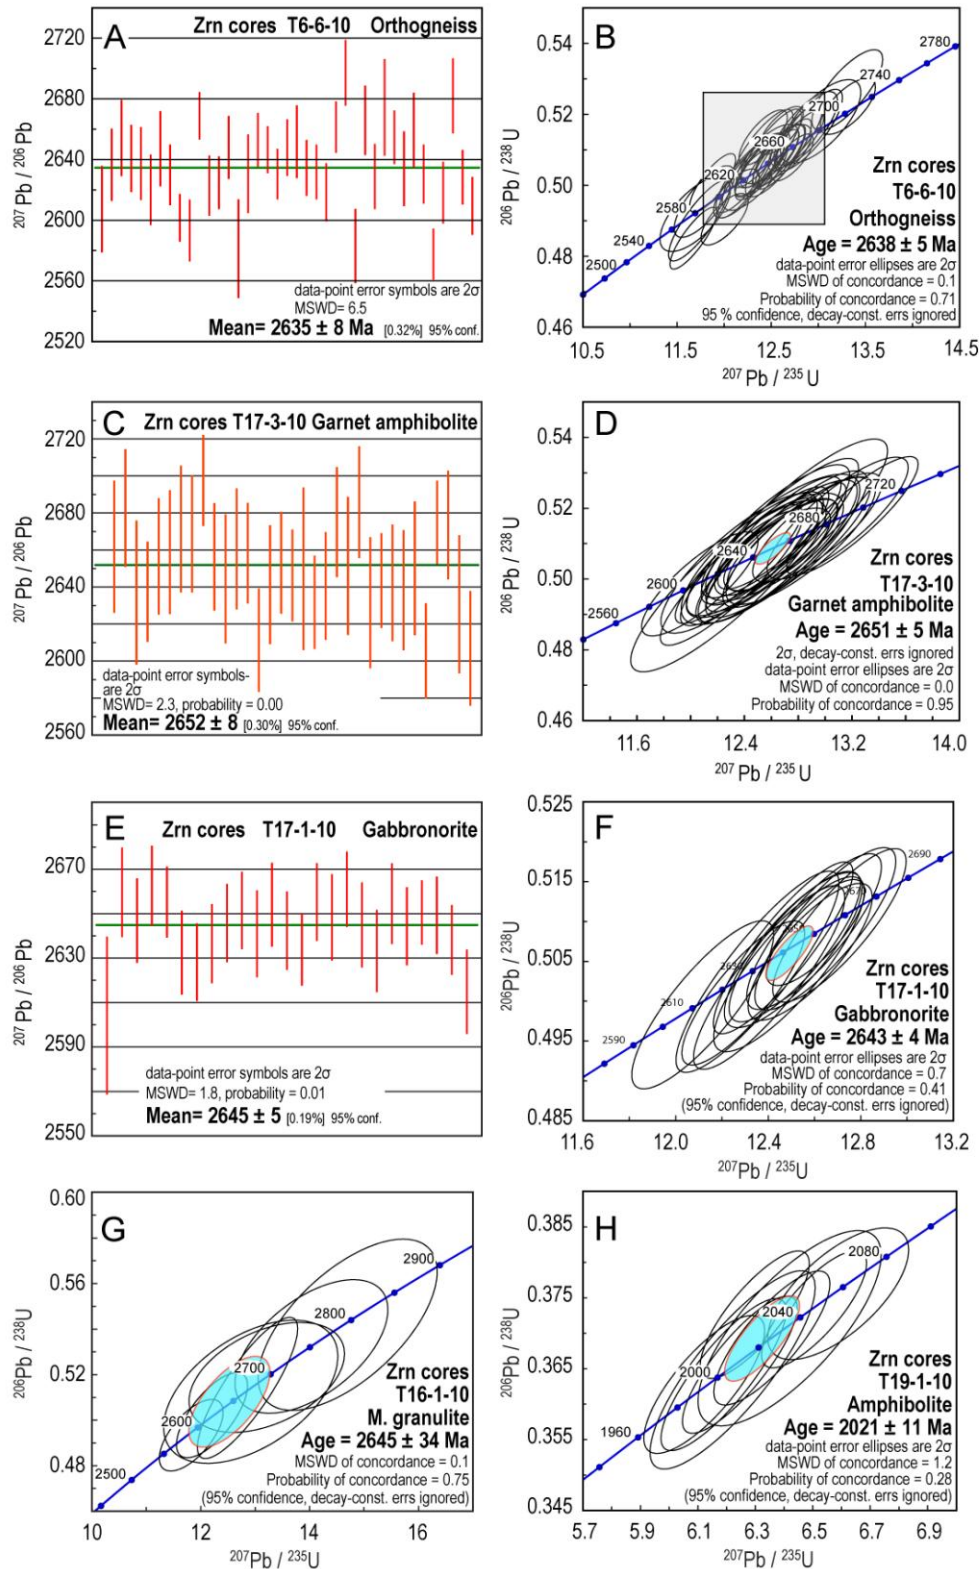 A Zrn cores T6-6-10 Orthogneiss
2720
2680
2640
2600
2560
2520
207 Pb / 206 Pb
data-point error symbols are 2σ
MSWD= 6.5
Mean= 2635 ± 8 Ma [0.32%] 95% conf.
B
0.54
0.52
0.50
0.48
0.46
206 Pb / 238 U
2780
2740
2700
2660
2620
2580
2540
2500
Zrn cores
T6-6-10
Orthogneiss
Age = 2638 ± 5 Ma
data-point error ellipses are 2σ
MSWD of concordance = 0.1
Probability of concordance = 0.71
95 % confidence, decay-const. errs ignored
10.5 11.5 12.5 13.5 14.5
207 Pb / 235 U
C Zrn cores T17-3-10 Garnet amphibolite
2720
2680
2640
2600
2560
207 Pb / 206 Pb
data-point error symbols-
are 2σ
MSWD= 2.3, probability = 0.00
Mean= 2652 ± 8 [0.30%] 95% conf.
D
0.54
0.52
0.50
0.48
0.46
206 Pb / 238 U
2720
2680
2640
2600
2560
Zrn cores
T17-3-10
Garnet amphibolite
Age = 2651 ± 5 Ma
2σ, decay-const. errs ignored
data-point error ellipses are 2σ
MSWD of concordance = 0.0
Probability of concordance = 0.95
11.6 12.4 13.2 14.0
207 Pb / 235 U
E Zrn cores T17-1-10 Gabbronorite
2670
2630
2590
2550
207 Pb / 206 Pb
data-point error symbols are 2σ
MSWD= 1.8, probability = 0.01
Mean= 2645 ± 5 [0.19%] 95% conf.
F
0.525
0.515
0.505
0.495
0.485
206Pb / 238U
2690
2670
2610
2590
Zrn cores
T17-1-10
Gabbronorite
Age = 2643 ± 4 Ma
data-point error ellipses are 2σ
MSWD of concordance = 0.7
Probability of concordance = 0.41
(95% confidence, decay-const. errs ignored)
11.6 12.0 12.4 12.8 13.2
207 Pb / 235 U
G
0.60
0.56
0.52
0.48
206Pb / 238U
2900
2800
2700
2600
2500
Zrn cores
T16-1-10
M. granulite
Age = 2645 ± 34 Ma
MSWD of concordance = 0.1
Probability of concordance = 0.75
(95% confidence, decay-const. errs ignored)
10 12 14 16
207 Pb / 235 U
H
0.385
0.375
0.365
0.355
0.345
206Pb / 238U
2080
2040
2000
1960
Zrn cores
T19-1-10
Amphibolite
Age = 2021 ± 11 Ma
data-point error ellipses are 2σ
MSWD of concordance = 1.2
Probability of concordance = 0.28
(95% confidence, decay-const. errs ignored)
5.7 5.9 6.1 6.3 6.5 6.7 6.9
207 Pb / 235 U